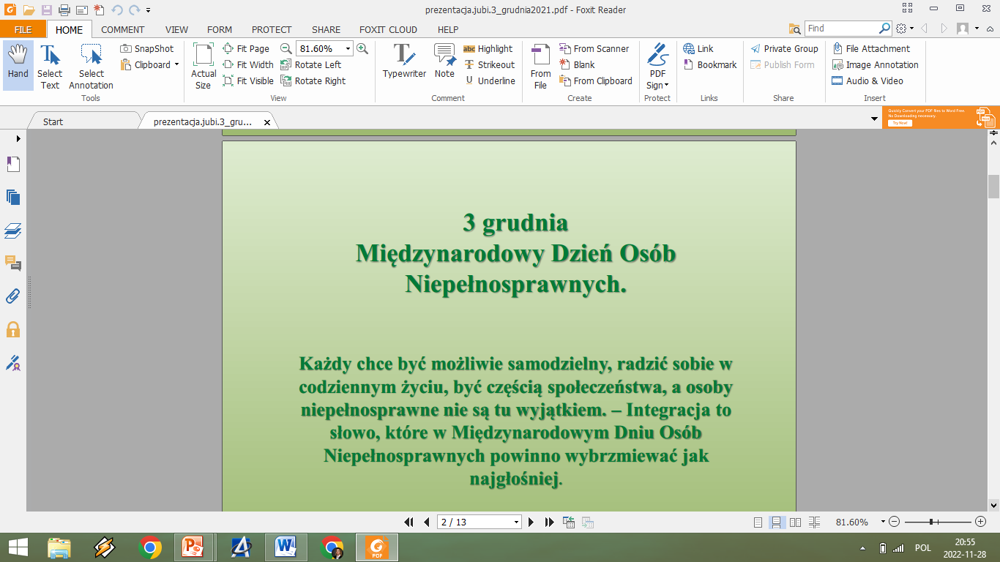 prezentacja.jubi.3_grudnia2021.pdf - Foxit Reader
FILE HOME COMMENT VIEW FORM PROTECT SHARE FOXIT CLOUD HELP Find
Hand
Select Text
Select Annotation
SnapShot
Clipboard
Tools
Actual Size
Fit Page
Fit Width
Fit Visible
81.60%
Rotate Left
Rotate Right
View
Typewriter
Note
abc Highlight
Strikeout
U Underline
Comment
From File
From Scanner
Blank
From Clipboard
Create
PDF Sign
Protect
Link
Bookmark
Links
Private Group
Publish Form
Share
File Attachment
Image Annotation
Audio & Video
Insert
Start
prezentacja.jubi.3_gru...
Quickly Convert your PDF files to Word Free.
No Downloading necessary.
Try Now!
3 grudnia
Międzynarodowy Dzień Osób
Niepełnosprawnych.
Każdy chce być możliwie samodzielny, radzić sobie w
codziennym życiu, być częścią społeczeństwa, a osoby
niepełnosprawne nie są tu wyjątkiem. – Integracja to
słowo, które w Międzynarodowym Dniu Osób
Niepełnosprawnych powinno wybrzmiewać jak
najgłośniej.
2 / 13
81.60%
PDF
POL
20:55
2022-11-28